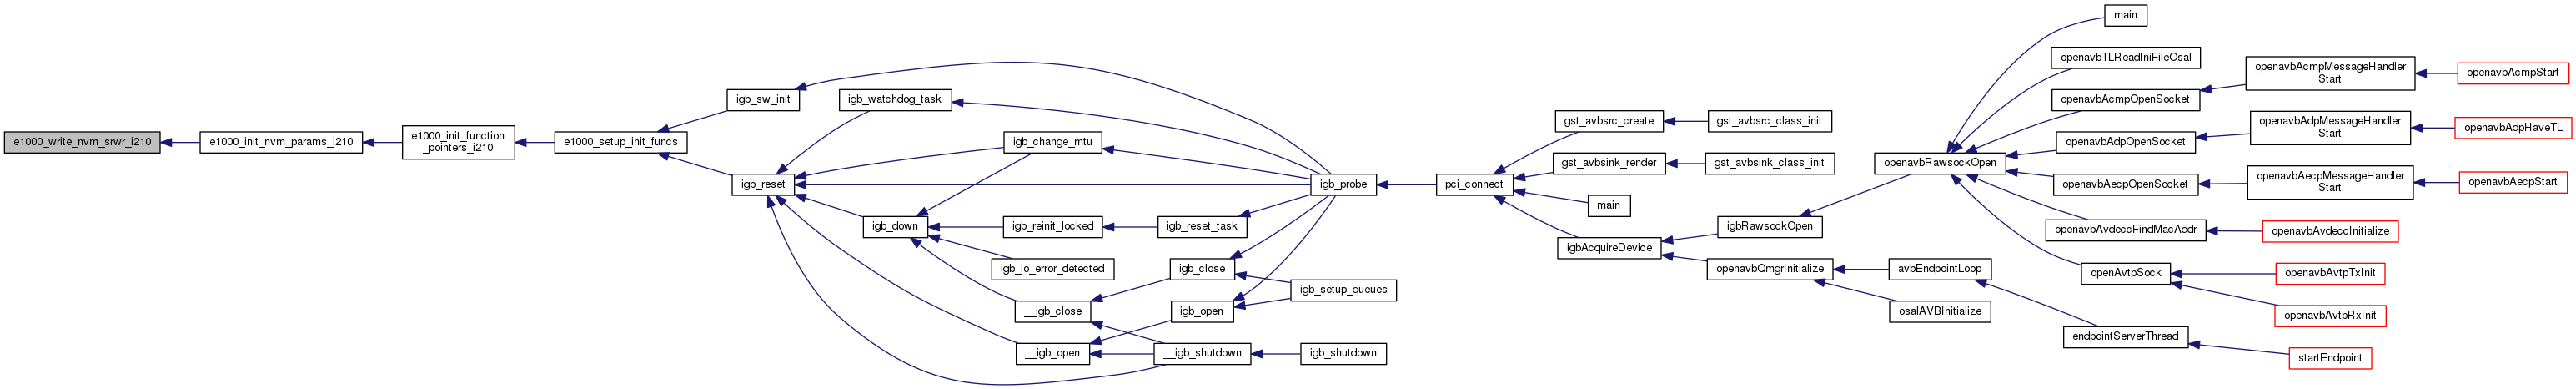 e1000_write_nvm_srwr_i210
e1000_init_nvm_params_i210
e1000_init_function
_pointers_i210
e1000_setup_init_funcs
igb_sw_init
igb_reset
igb_watchdog_task
igb_change_mtu
igb_down
igb_reinit_locked
igb_io_error_detected
__igb_close
__igb_open
igb_reset_task
igb_close
igb_open
__igb_shutdown
igb_probe
igb_setup_queues
igb_shutdown
pci_connect
gst_avbsrc_create
gst_avbsink_render
main
igbAcquireDevice
gst_avbsrc_class_init
gst_avbsink_class_init
igbRawsockOpen
openavbQmgrInitialize
openavbRawsockOpen
avbEndpointLoop
osalAVBInitialize
main
openavbTLReadIniFileOsal
openavbAcmpOpenSocket
openavbAdpOpenSocket
openavbAecpOpenSocket
openavbAvdeccFindMacAddr
openAvtpSock
endpointServerThread
openavbAcmpMessageHandler
Start
openavbAdpMessageHandler
Start
openavbAecpMessageHandler
Start
openavbAvdeccInitialize
openavbAvtpTxInit
openavbAvtpRxInit
startEndpoint
openavbAcmpStart
openavbAdpHaveTL
openavbAecpStart